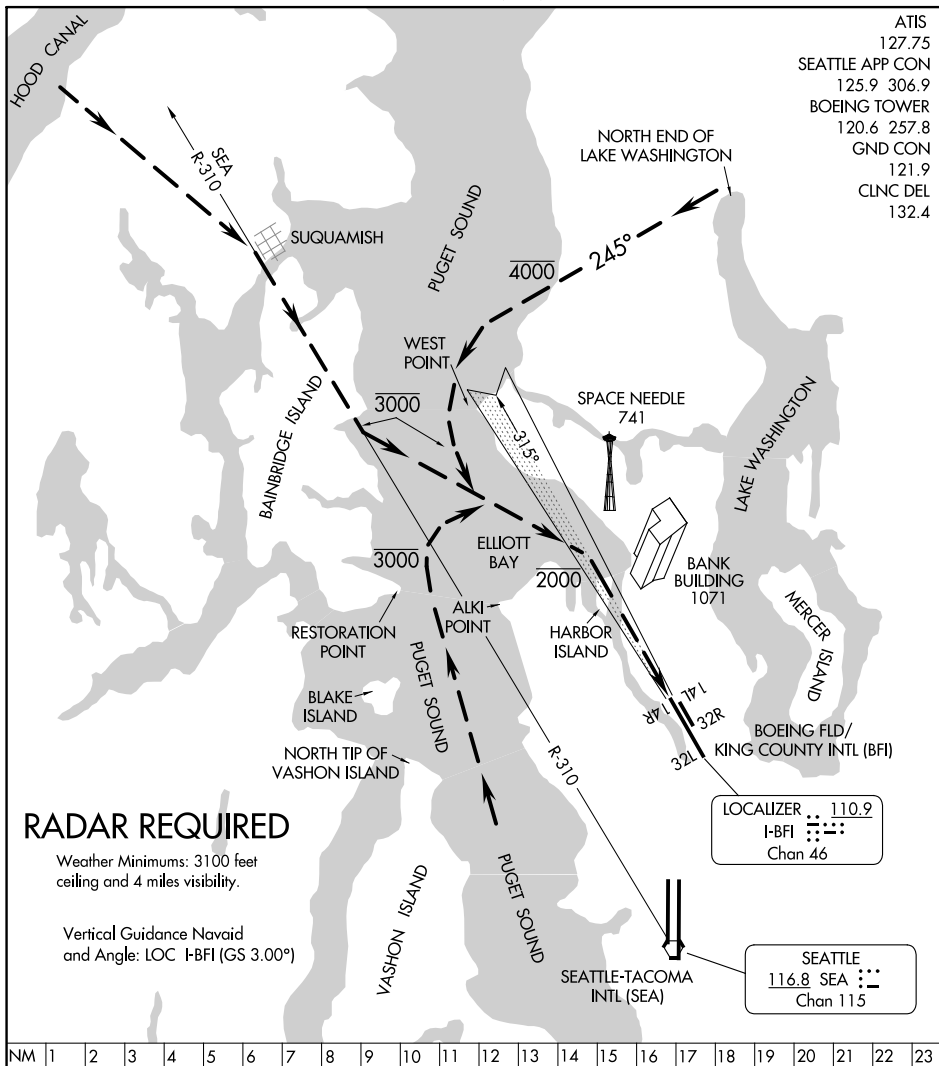 HOOD CANAL
ATIS
127.75
SEATTLE APP CON
125.9 306.9
BOEING TOWER
120.6 257.8
GND CON
121.9
CLNC DEL
132.4
NORTH END OF
LAKE WASHINGTON
SEA
R-310
SUQUAMISH
PUGET SOUND
245°
4000
WEST
POINT
3000
BAINBRIDGE ISLAND
315°
SPACE NEEDLE
741
LAKE WASHINGTON
ELLIOTT
BAY
3000
2000
BANK
BUILDING
1071
MERCER ISLAND
RESTORATION
POINT
ALKI
POINT
HARBOR
ISLAND
PUGET SOUND
BLAKE
ISLAND
14L
14R
32R
32L
BOEING FLD/
KING COUNTY INTL (BFI)
NORTH TIP OF
VASHON ISLAND
R-310
LOCALIZER 110.9
I-BFI
Chan 46
RADAR REQUIRED
Weather Minimums: 3100 feet
ceiling and 4 miles visibility.
Vertical Guidance Navaid
and Angle: LOC I-BFI (GS 3.00°)
VASHON ISLAND
PUGET SOUND
SEATTLE-TACOMA
INTL (SEA)
SEATTLE
116.8 SEA
Chan 115
NM 1 2 3 4 5 6 7 8 9 10 11 12 13 14 15 16 17 18 19 20 21 22 23